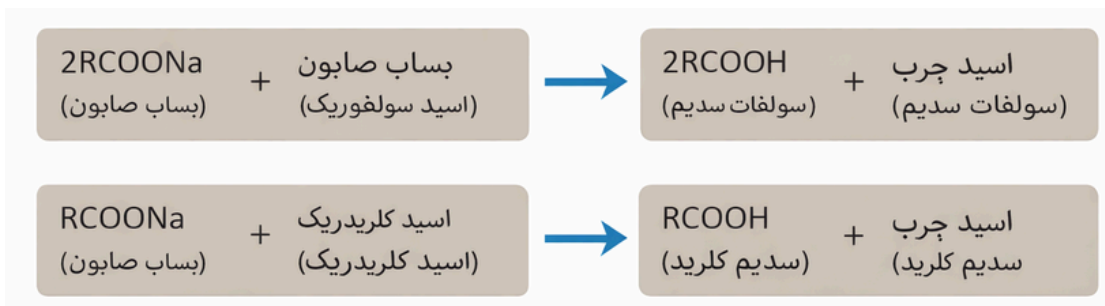 2RCOONa + بساب صابون → 2RCOOH + اسید چرب
(بساب صابون) (اسید سولفوریک) (سولفات سدیم) (سولفات سدیم)
RCOONa + اسید کلریدریک → RCOOH + اسید چرب
(بساب صابون) (اسید کلریدریک) (سدیم کلرید) سدیم کلرید)